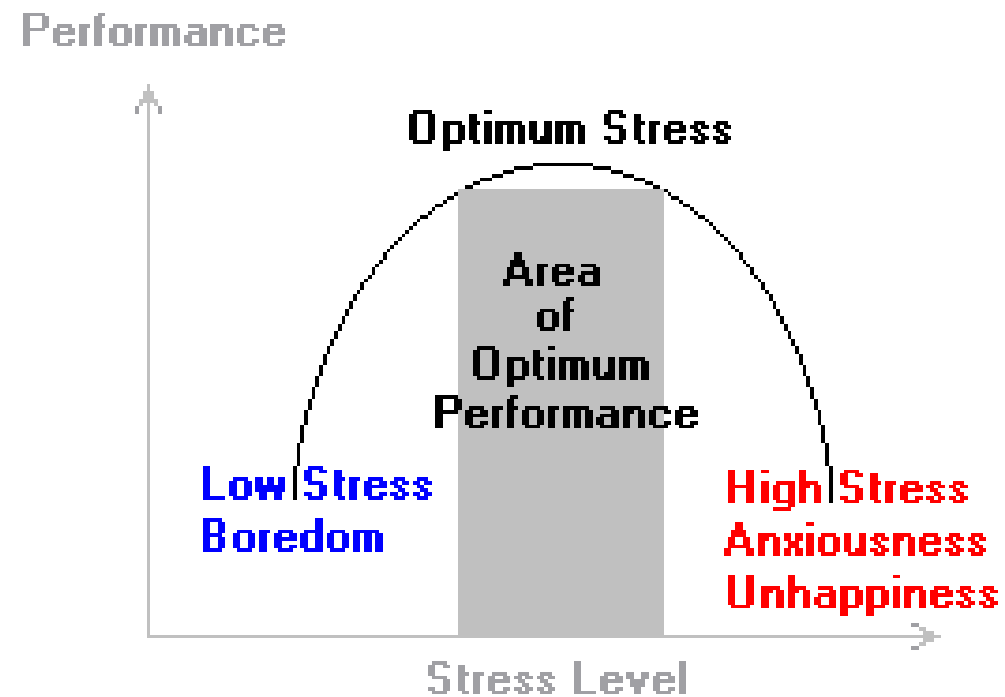 Performance
Optimum Stress
Area
of
Optimum
Performance
Low Stress
Boredom
High Stress
Anxiousness
Unhappiness
Stress Level